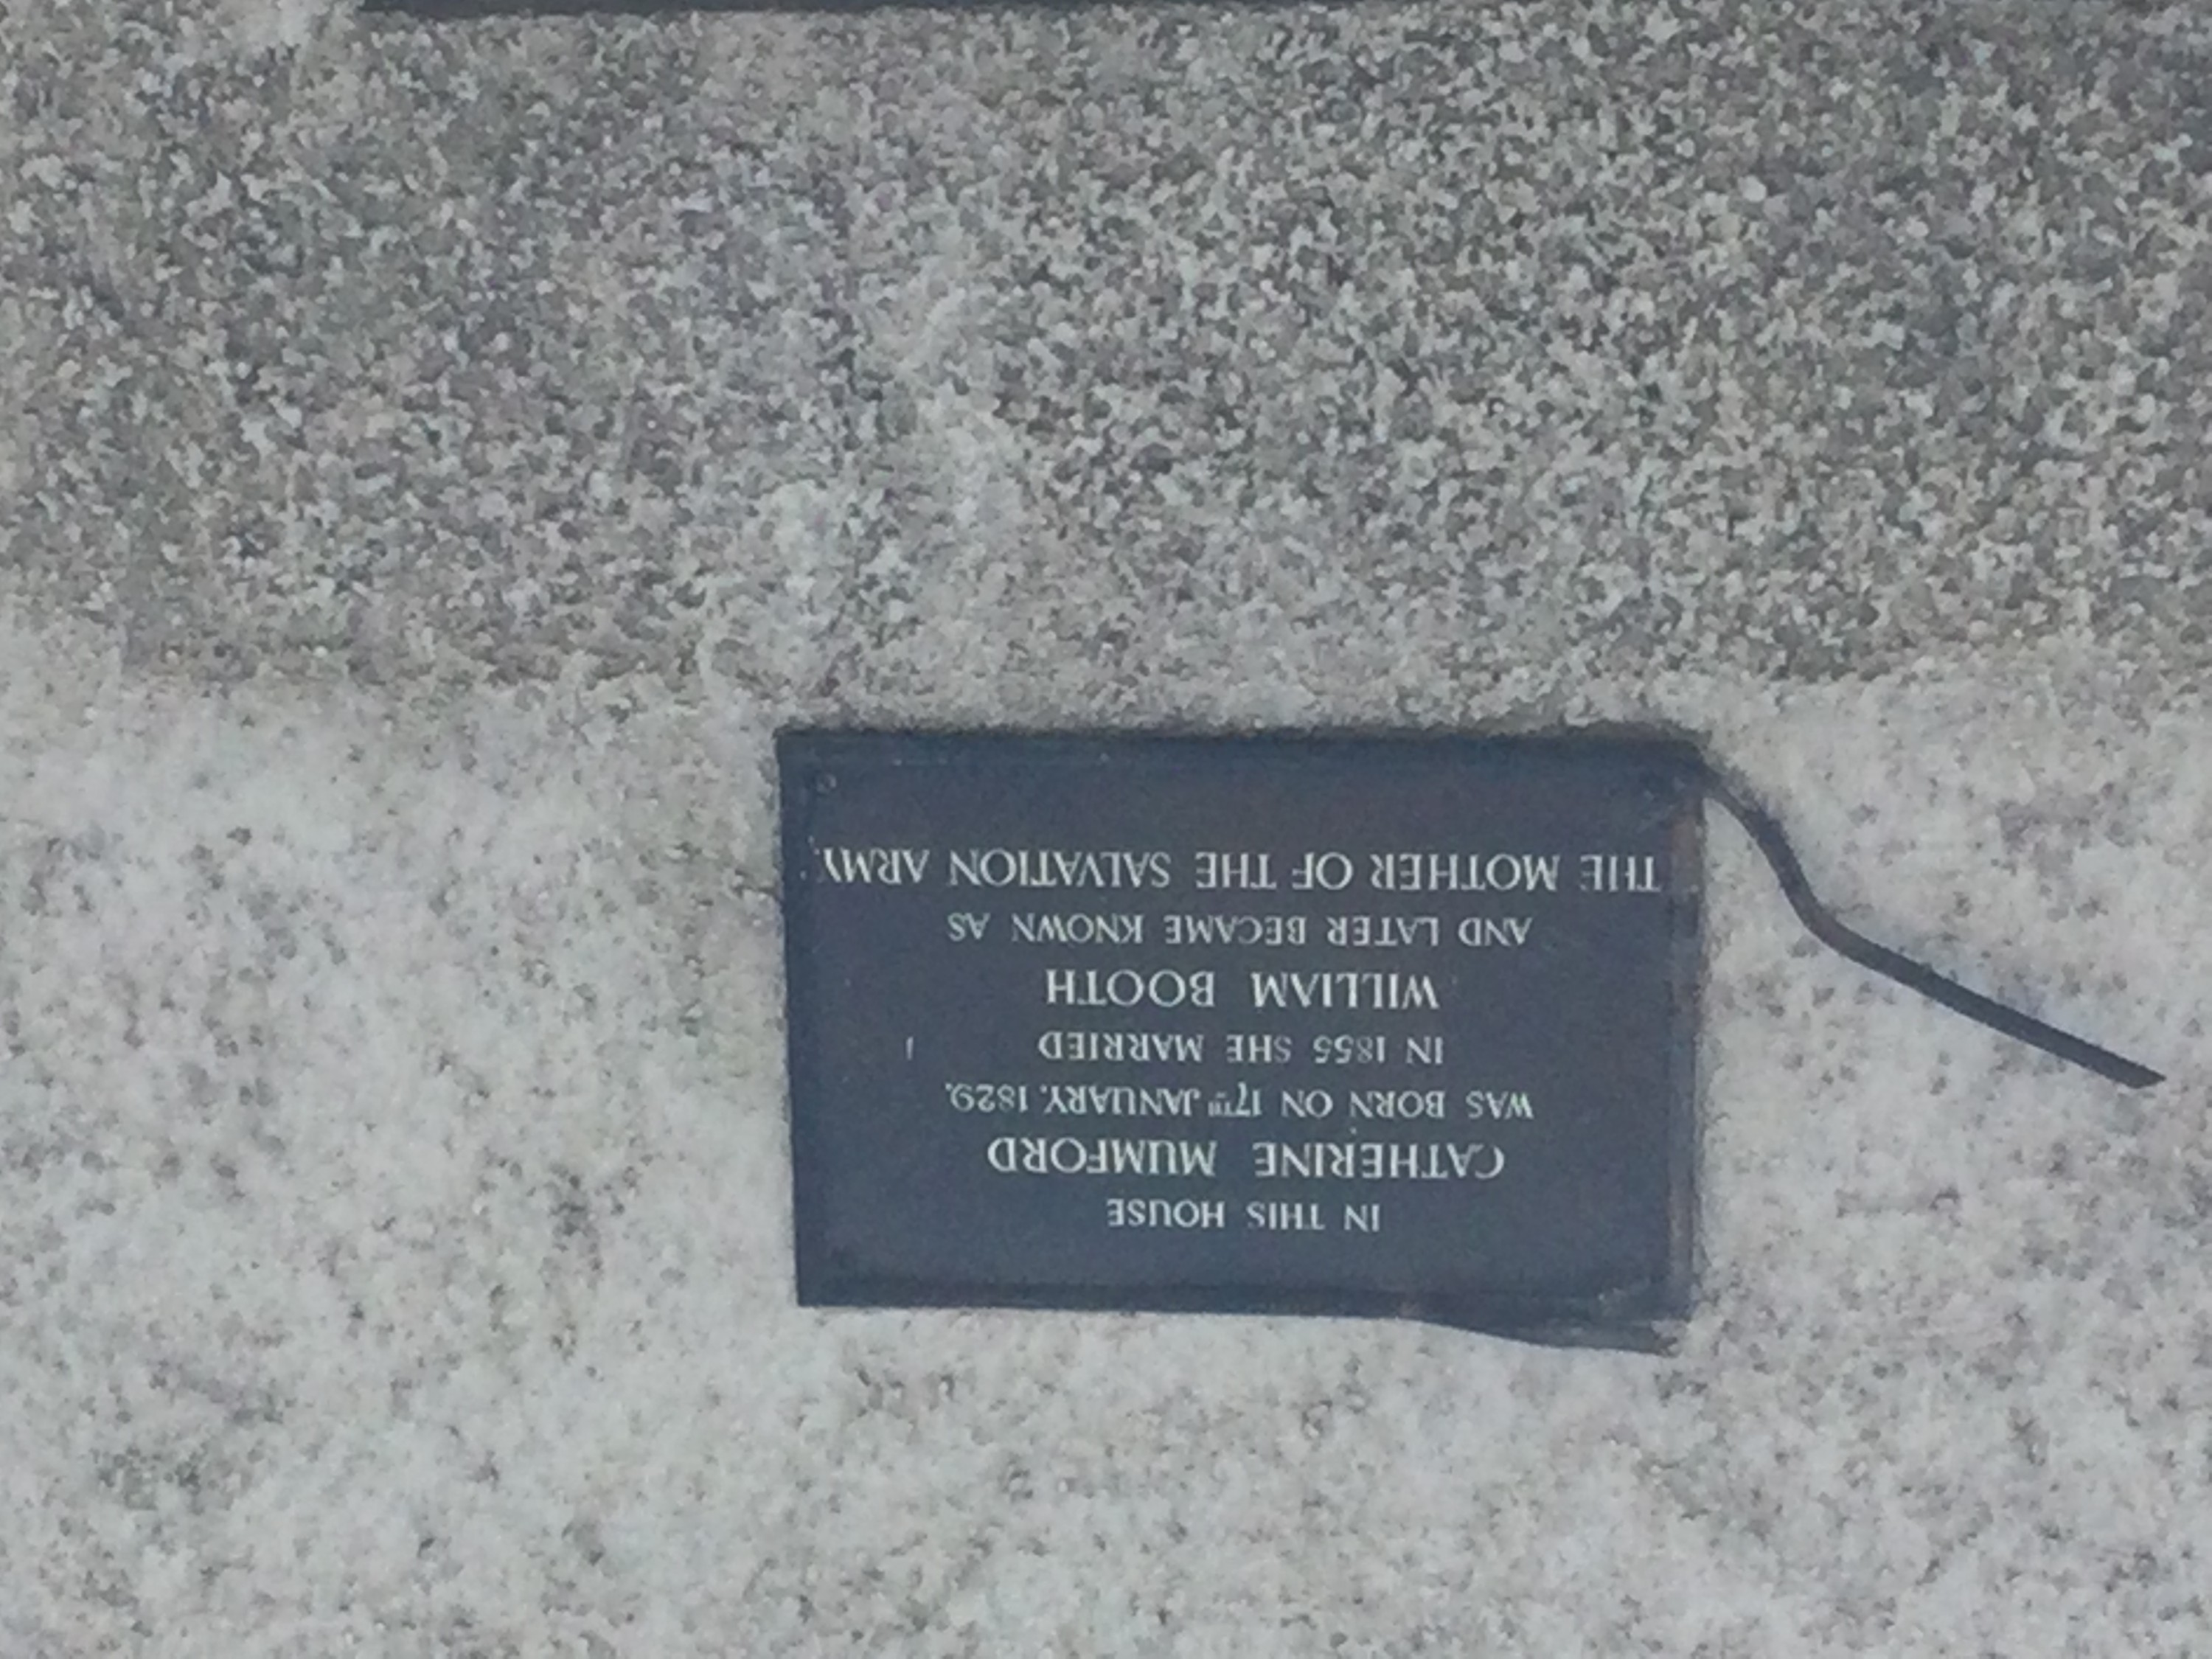 IN THIS HOUSE
CATHERINE MUMFORD
WAS BORN ON 17TH JANUARY, 1829.
IN 1855 SHE MARRIED
WILLIAM BOOTH
AND LATER BECAME KNOWN AS
THE MOTHER OF THE SALVATION ARMY.